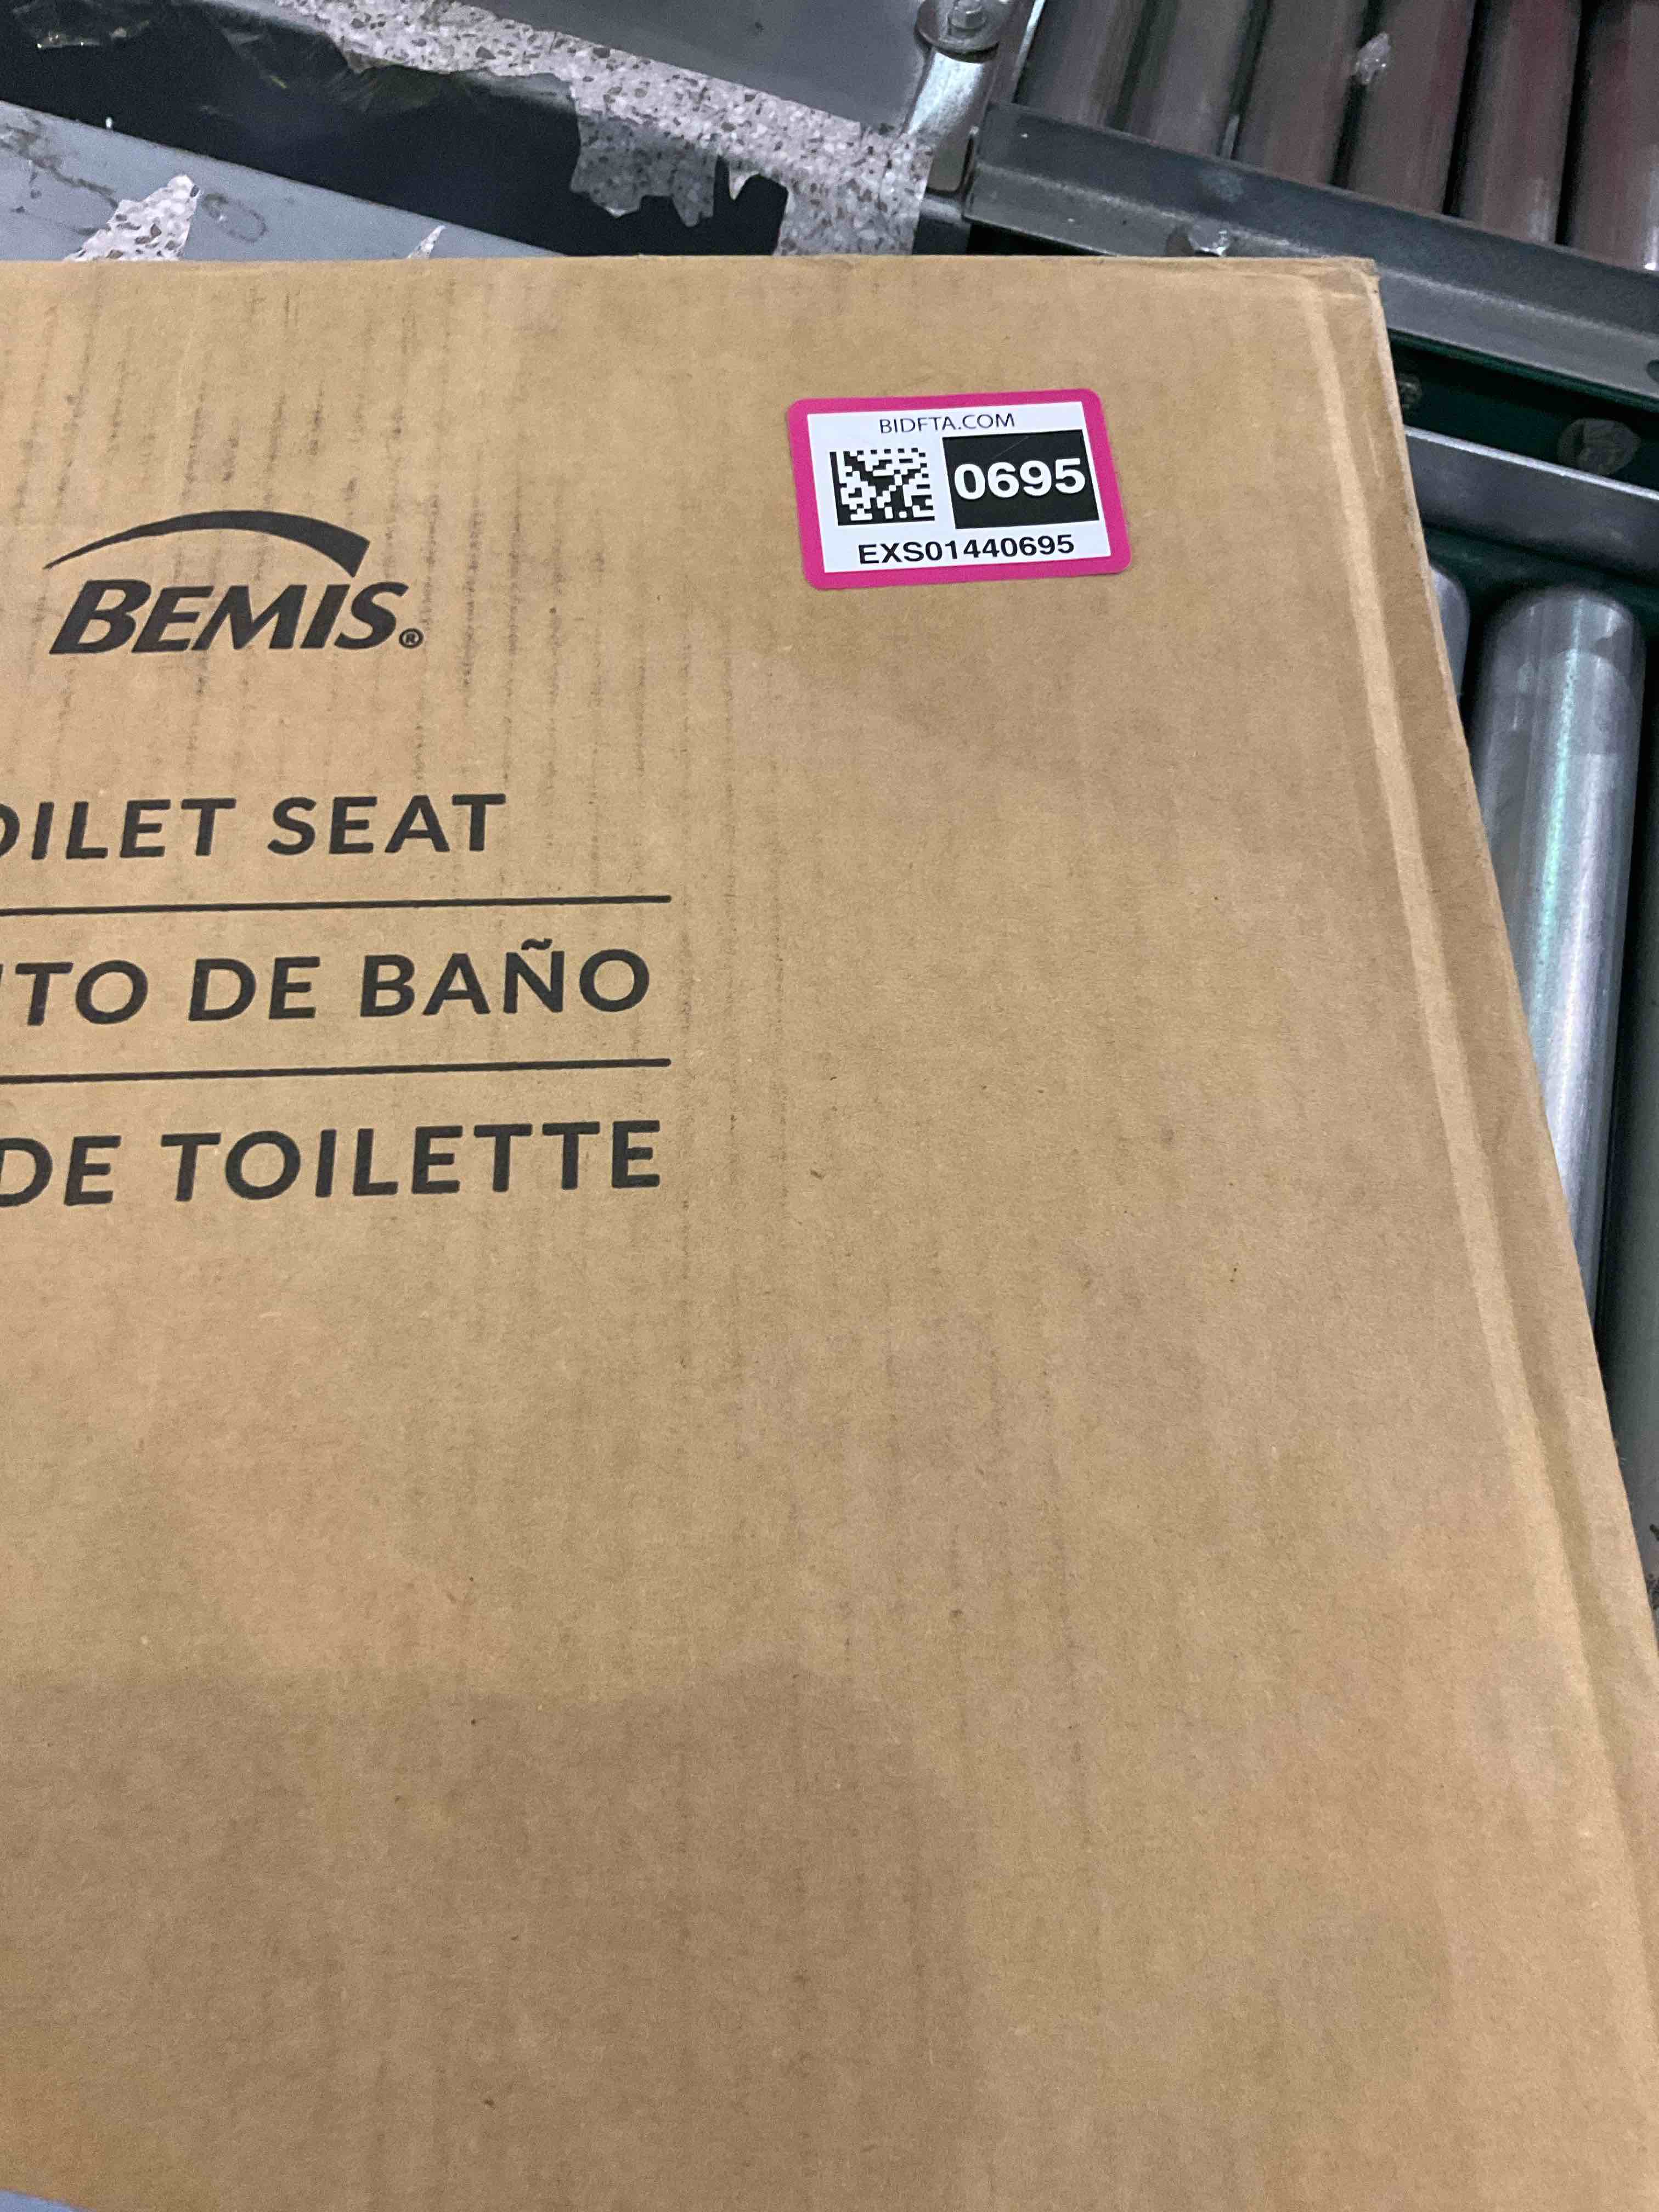 BIDFTA.COM
0695
EXS01440695
BEMIS®
OILET SEAT
TO DE BAÑO
DE TOILETTE